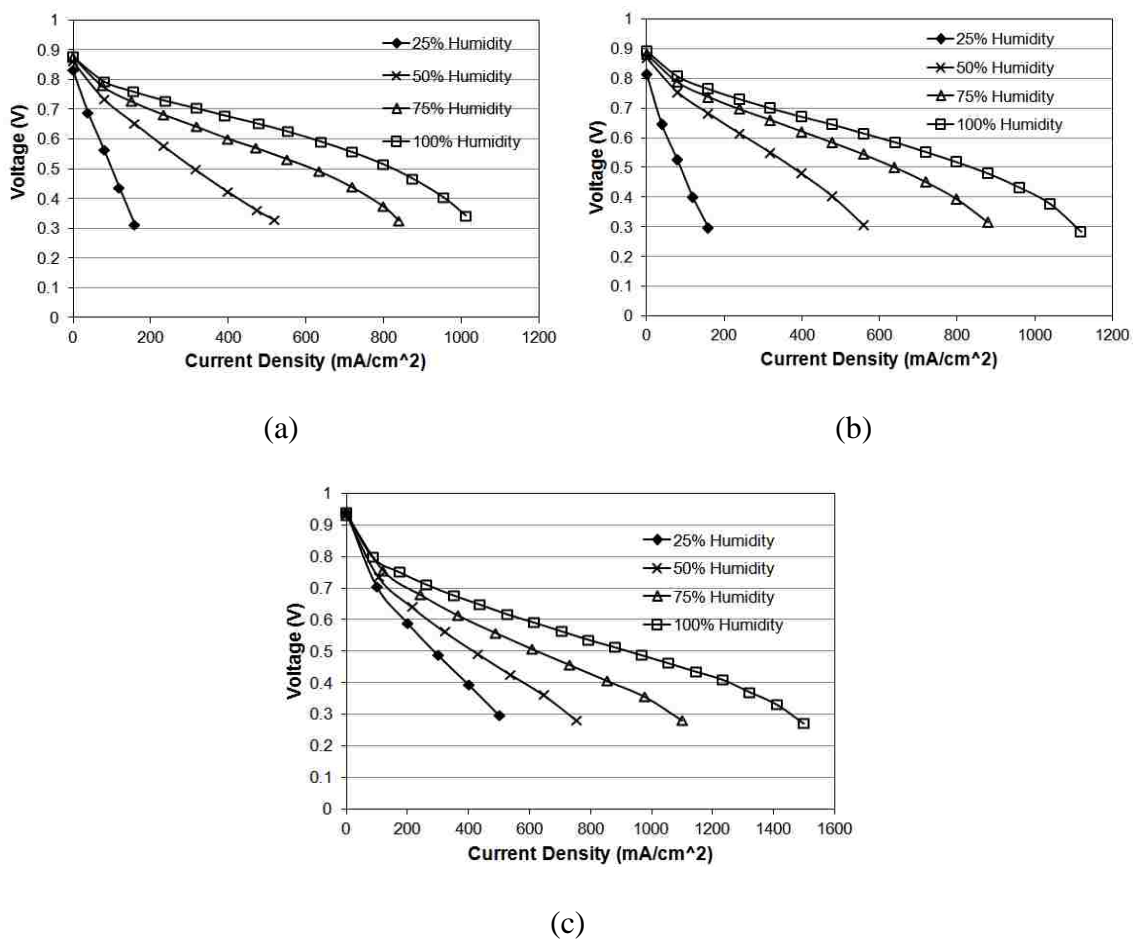 1
0.9
0.8
0.7
0.6
0.5
0.4
0.3
0.2
0.1
0
Voltage (V)
0 200 400 600 800 1000 1200
Current Density (mA/cm^2)
25% Humidity
50% Humidity
75% Humidity
100% Humidity
(a)
1
0.9
0.8
0.7
0.6
0.5
0.4
0.3
0.2
0.1
0
Voltage (V)
0 200 400 600 800 1000 1200
Current Density (mA/cm^2)
25% Humidity
50% Humidity
75% Humidity
100% Humidity
(b)
1
0.9
0.8
0.7
0.6
0.5
0.4
0.3
0.2
0.1
0
Voltage (V)
0 200 400 600 800 1000 1200 1400 1600
Current Density (mA/cm^2)
25% Humidity
50% Humidity
75% Humidity
100% Humidity
(c)